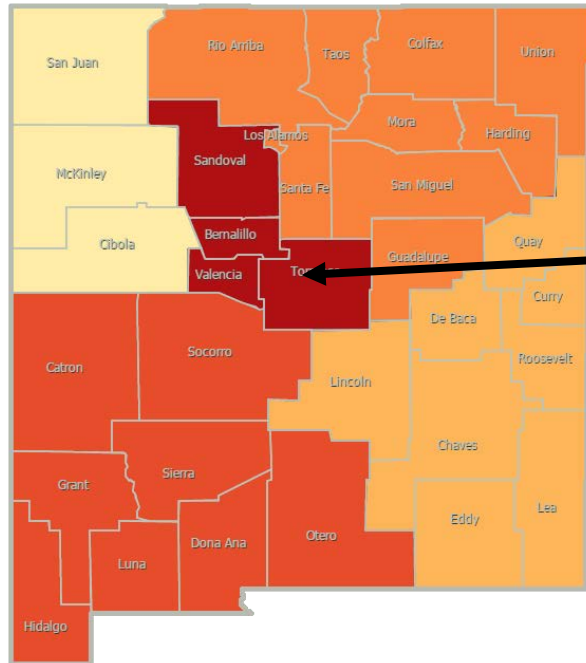 San Juan
Rio Arriba
Taos
Colfax
Union
Los Alamos
Mora
Harding
Sandoval
McKinley
Santa Fe
San Miguel
Bernalillo
Cibola
Valencia
Guadalupe
Quay
Curry
De Baca
Catron
Socorro
Roosevelt
Lincoln
Chaves
Sierra
Grant
Lea
Eddy
Otero
Dona Ana
Luna
Hidalgo